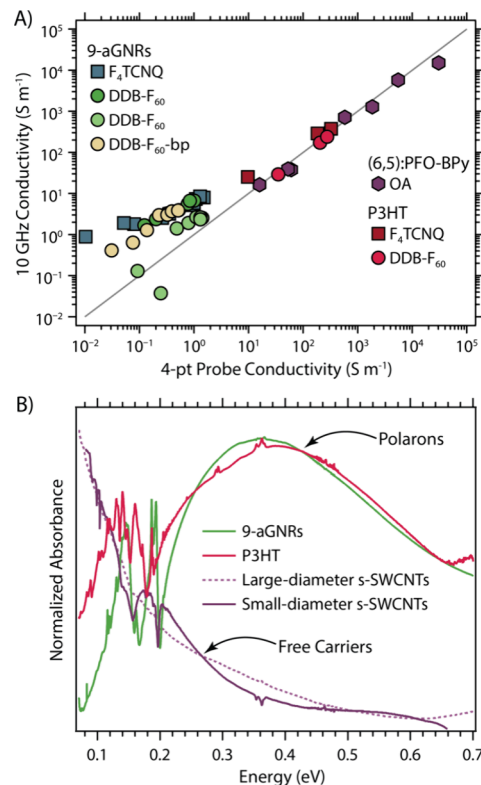 A)
10⁵
10⁴
10³
10²
10¹
10⁰
10⁻¹
10⁻²
10 GHz Conductivity (S m⁻¹)
9-aGNRs
F₄TCNQ
DDB-F₆₀
DDB-F₆₀
DDB-F₆₀-bp
(6,5):PFO-BPy
OA
P3HT
F₄TCNQ
DDB-F₆₀
10⁻² 10⁻¹ 10⁰ 10¹ 10² 10³ 10⁴ 10⁵
4-pt Probe Conductivity (S m⁻¹)
B)
Normalized Absorbance
Polarons
9-aGNRs
P3HT
Large-diameter s-SWCNTs
Small-diameter s-SWCNTs
Free Carriers
0.1 0.2 0.3 0.4 0.5 0.6 0.7
Energy (eV)